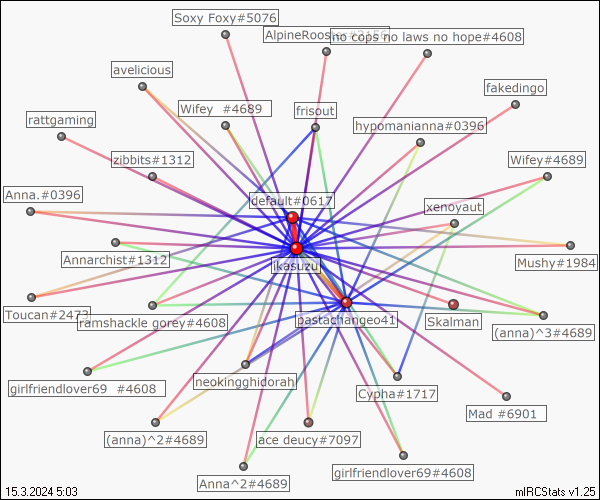 Soxy Foxy#5076
AlpineRooste
no cops no laws no hope#4608
avelicious
fakedingo
Wifey #4689
frisout
rattgaming
hypomanianna#0396
zibbits#1312
Wifey#4689
Anna.#0396
default#0617
xenoyaut
Annarchist#1312
ikasuzu
Mushy#1984
Toucan#2473
ramshackle gorey#4608
pastachangeo41
Skalman
(anna)^3#4689
girlfriendlover69 #4608
neokingghidorah
Cypha#1717
Mad #6901
(anna)^2#4689
ace deucy#7097
Anna^2#4689
girlfriendlover69#4608
15.3.2024 5:03
mIRCStats v1.25